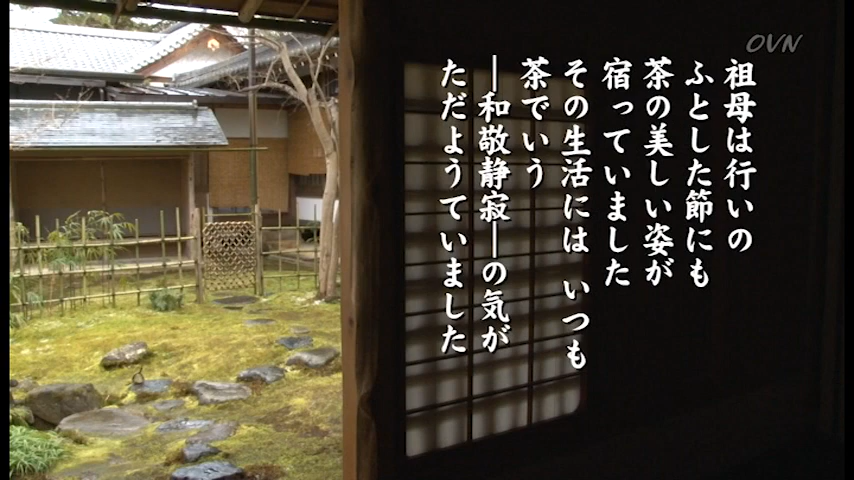 OVN
祖母は行いの
ふとした節にも
茶の美しい姿が
宿っていました
その生活には　いつも
茶でいう
―和敬静寂―の気が
ただようていました